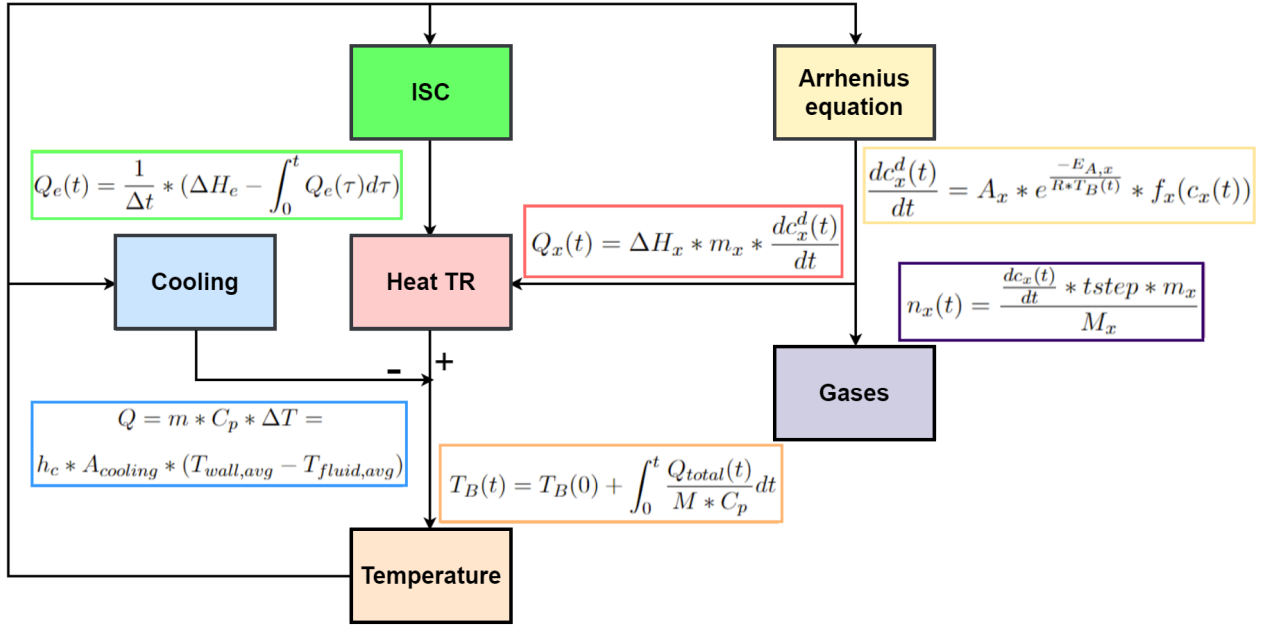 ISC
Arrhenius
equation
Q_e(t) = \frac{1}{\Delta t} * (\Delta H_e - \int_0^t Q_e(\tau)d\tau)
\frac{dc_x^d(t)}{dt} = A_x * e^{\frac{-E_{A,x}}{R*T_B(t)}} * f_x(c_x(t))
Q_x(t) = \Delta H_x * m_x * \frac{dc_x^d(t)}{dt}
Cooling
Heat TR
n_x(t) = \frac{\frac{dc_x(t)}{dt} * tstep * m_x}{M_x}
- +
Gases
Q = m * C_p * \Delta T =
h_c * A_{cooling} * (T_{wall,avg} - T_{fluid,avg})
T_B(t) = T_B(0) + \int_0^t \frac{Q_{total}(t)}{M * C_p} dt
Temperature